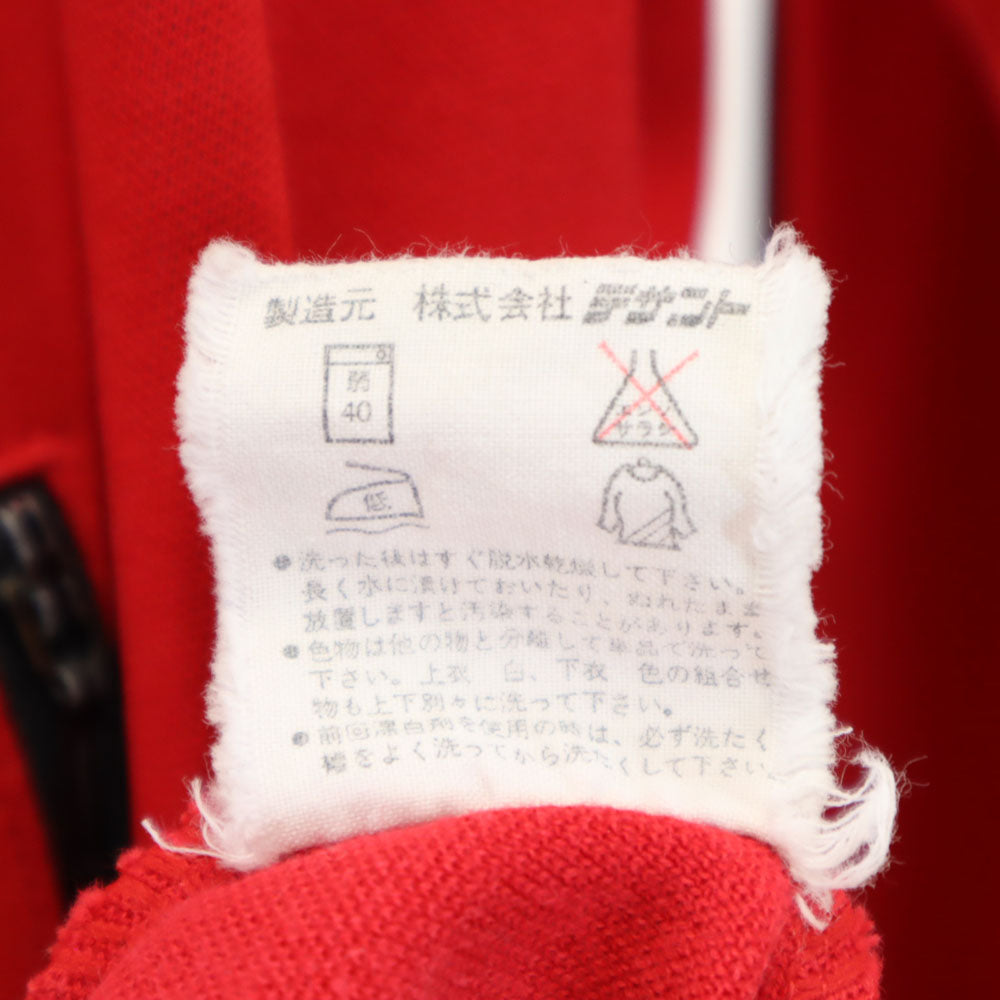 製造元 株式会社 デサント
弱
40
エンソ
サラシ
低
●洗った後はすぐ脱水乾燥して下さい。
長く水に漬けておいたり、ぬれたまま
放置しますと汚染することがあります。
●色物は他の物と分離して単品で洗って
下さい。上衣 白、下衣 色の組合せ
物も上下別々に洗って下さい。
●前回漂白剤を使用の時は、必ず洗たく
槽をよく洗ってから洗たくして下さい。